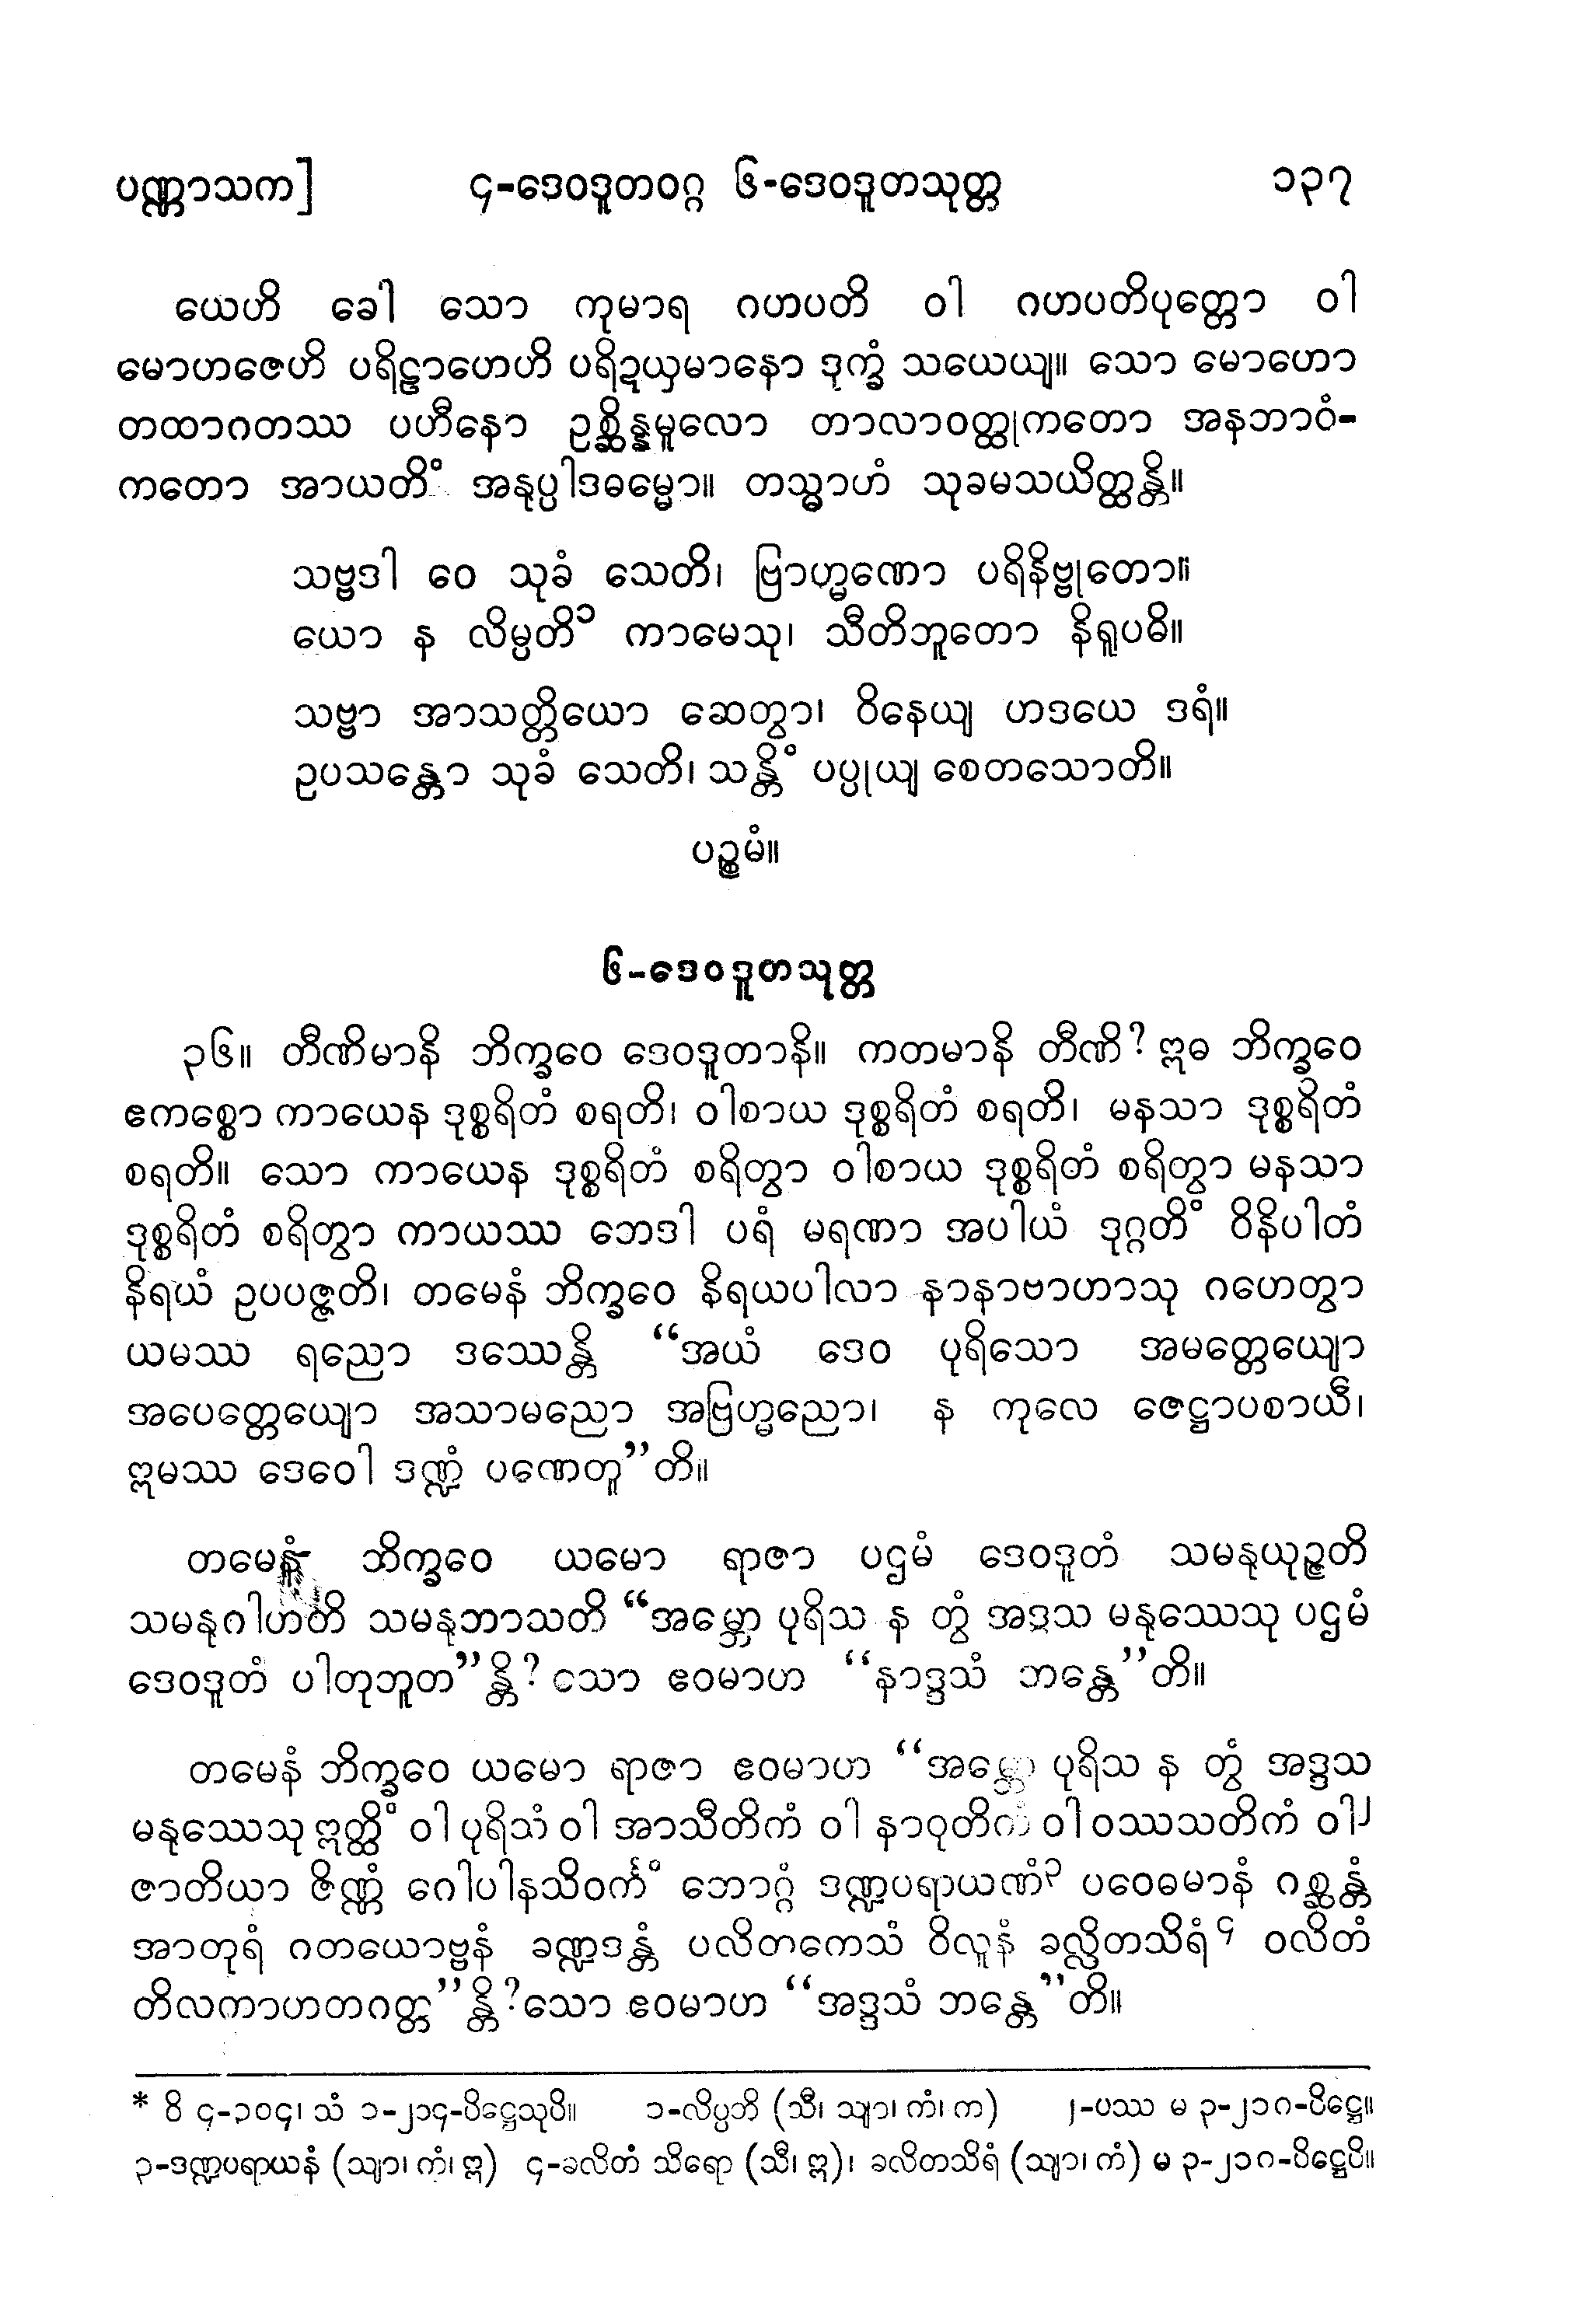 ပဏ္ဏာသက] ၄-ဒေဝဒူတဝဂ္ဂ ၆-ဒေဝဒူတသုတ္တ ၁၃၇
ယေဟိ ခေါ သော ကုမာရ ဂဟပတိ ဝါ ဂဟပတိပုတ္တော ဝါ
မောဟဇေဟိ ပရိဠာဟေဟိ ပရိဍယှမာနော ဒုက္ခံ သယေယျ။ သော မောဟော
တထာဂတဿ ပဟီနော ဥစ္ဆိန္နမူလော တာလာဝတ္ထုကတော အနဘာဝံ-
ကတော အာယတိံ အနုပ္ပါဒဓမ္မော။ တသ္မာဟံ သုခမသယိတ္ထန္တိ။
သဗ္ဗဒါ ဝေ သုခံ သေတိ၊ ဗြာဟ္မဏော ပရိနိဗ္ဗုတော။
ယော န လိမ္ပတိ၁ ကာမေသု၊ သီတိဘူတော နိရူပဓိ။
သဗ္ဗာ အာသတ္တိယော ဆေတွာ၊ ဝိနေယျ ဟဒယေ ဒရံ။
ဥပသန္တော သုခံ သေတိ၊ သန္တိံ ပပ္ပုယျ စေတသောတိ။
ပဉ္စမံ။
၆-ဒေဝဒူတသုတ္တ
၃၆။ တီဏိမာနိ ဘိက္ခဝေ ဒေဝဒူတာနိ။ ကတမာနိ တီဏိ? ဣဓ ဘိက္ခဝေ
ဧကစ္စော ကာယေန ဒုစ္စရိတံ စရတိ၊ ဝါစာယ ဒုစ္စရိတံ စရတိ၊ မနသာ ဒုစ္စရိတံ
စရတိ။ သော ကာယေန ဒုစ္စရိတံ စရိတွာ ဝါစာယ ဒုစ္စရိတံ စရိတွာ မနသာ
ဒုစ္စရိတံ စရိတွာ ကာယဿ ဘေဒါ ပရံ မရဏာ အပါယံ ဒုဂ္ဂတိံ ဝိနိပါတံ
နိရယံ ဥပပဇ္ဇတိ၊ တမေနံ ဘိက္ခဝေ နိရယပါလာ နာနာဗာဟာသု ဂဟေတွာ
ယမဿ ရညော ဒဿေန္တိ “အယံ ဒေဝ ပုရိသော အမတ္တေယျော
အပေတ္တေယျော အသာမညော အဗြဟ္မညော၊ န ကုလေ ဇေဋ္ဌာပစာယီ၊
ဣမဿ ဒေဝေါ ဒဏ္ဍံ ပဏေတူ”တိ။
တမေနံ ဘိက္ခဝေ ယမော ရာဇာ ပဌမံ ဒေဝဒူတံ သမနုယုဉ္ဇတိ
သမနုဂါဟတိ သမနုဘာသတိ “အမ္ဘော ပုရိသ န တွံ အဒ္ဒသ မနုဿေသု ပဌမံ
ဒေဝဒူတံ ပါတုဘူတ”န္တိ? သော ဧဝမာဟ “နာဒ္ဒသံ ဘန္တေ”တိ။
တမေနံ ဘိက္ခဝေ ယမော ရာဇာ ဧဝမာဟ “အမ္ဘော ပုရိသ န တွံ အဒ္ဒသ
မနုဿေသု ဣတ္ထိံ ဝါ ပုရိသံ ဝါ အာသီတိကံ ဝါ နာဝုတိကံ ဝါ ဝဿသတိကံ ဝါ၂
ဇာတိယာ ဇိဏ္ဏံ ဂေါပါနသိဝင်္ကံ ဘောဂ္ဂံ ဒဏ္ဍပရာယဏံ၃ ပဝေဓမာနံ ဂစ္ဆန္တံ
အာတုရံ ဂတယောဗ္ဗနံ ခဏ္ဍဒန္တံ ပလိတကေသံ ဝိလူနံ ခလ္လိတသိရံ၄ ဝလိတံ
တိလကာဟတဂတ္တ”န္တိ? သော ဧဝမာဟ “အဒ္ဒသံ ဘန္တေ”တိ။
* ဝိ ၄-၃၀၄၊ သံ ၁-၂၁၄-ပိဋ္ဌေသုပိ။ ၁-လိပ္ပတိ (သီ၊ သျာ၊ ကံ၊ က) ၂-ပဿ မ ၃-၂၁၈-ပိဋ္ဌေ။
၃-ဒဏ္ဍပရာယနံ (သျာ၊ ကံ၊ ဣ) ၄-ခလိတံ သိရော (သီ၊ ဣ)၊ ခလိတသိရံ (သျာ၊ ကံ) မ ၃-၂၁၈-ပိဋ္ဌေပိ။